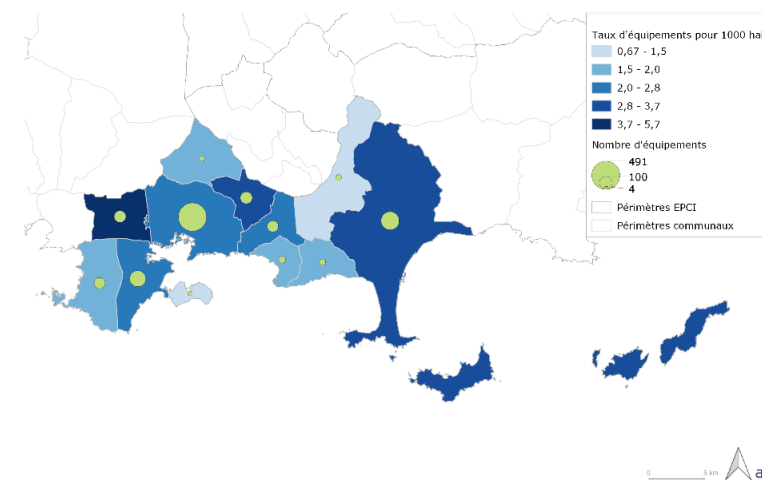 Taux d'équipements pour 1000 hal
0,67 - 1,5
1,5 - 2,0
2,0 - 2,8
2,8 - 3,7
3,7 - 5,7
Nombre d'équipements
491
100
4
Périmètres EPCI
Périmètres communaux
0 5 km
a